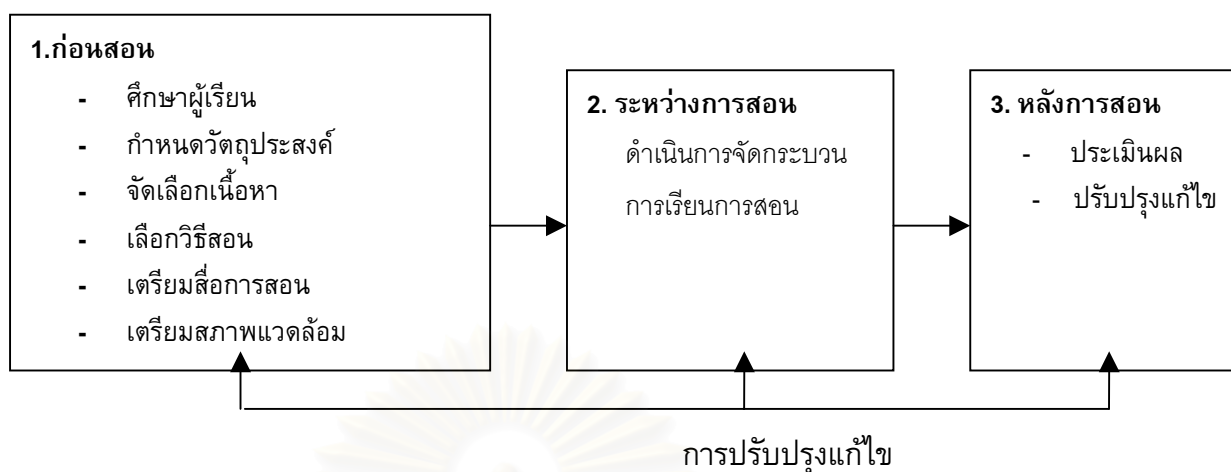 1.ก่อนสอน
- ศึกษาผู้เรียน
- กำหนดวัตถุประสงค์
- จัดเลือกเนื้อหา
- เลือกวิธีสอน
- เตรียมสื่อการสอน
- เตรียมสภาพแวดล้อม
2. ระหว่างการสอน
ดำเนินการจัดกระบวน
การเรียนการสอน
3. หลังการสอน
- ประเมินผล
- ปรับปรุงแก้ไข
การปรับปรุงแก้ไข